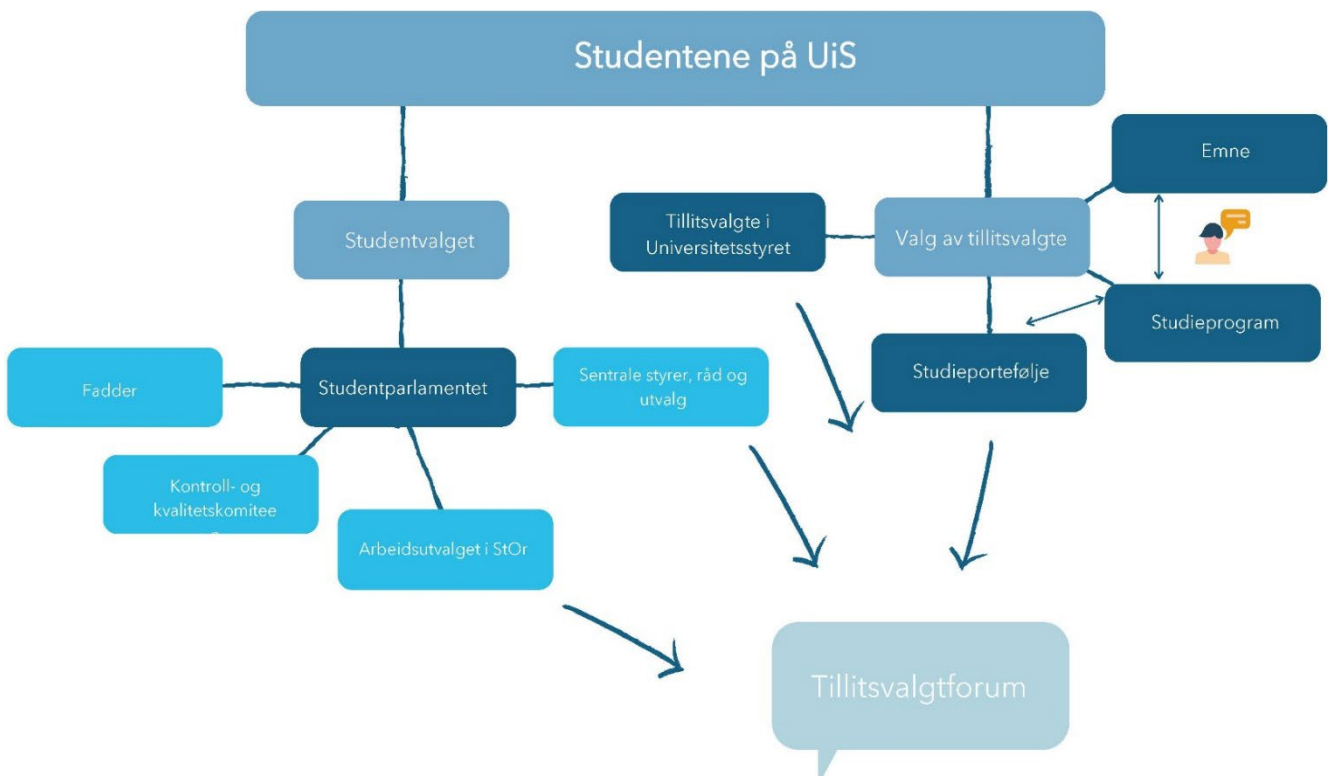 Studentene på UiS
Emne
Studentvalget
Tillitsvalgte i
Universitetsstyret
Valg av tillitsvalgte
Studieprogram
Fadder
Studentparlamentet
Sentrale styrer, råd og
utvalg
Studieportefølje
Kontroll- og
kvalitetskomitee
Arbeidsutvalget i StOr
Tillitsvalgtforum